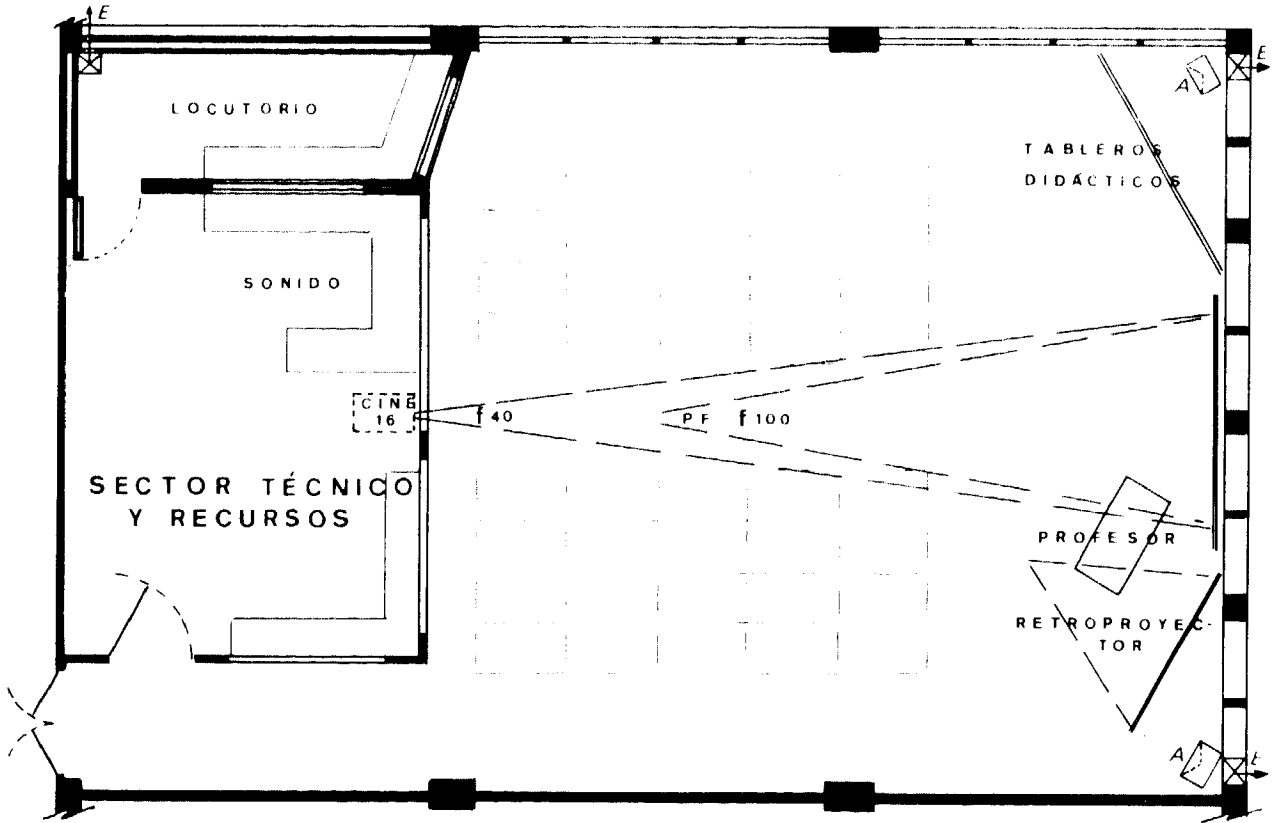 E
LOCUTORIO
E
A
TABLEROS
DIDÁCTICOS
SONIDO
CINE
16
f 40
PF f 100
SECTOR TÉCNICO
Y RECURSOS
PROFESOR
RETROPROYEC-
TOR
A
E